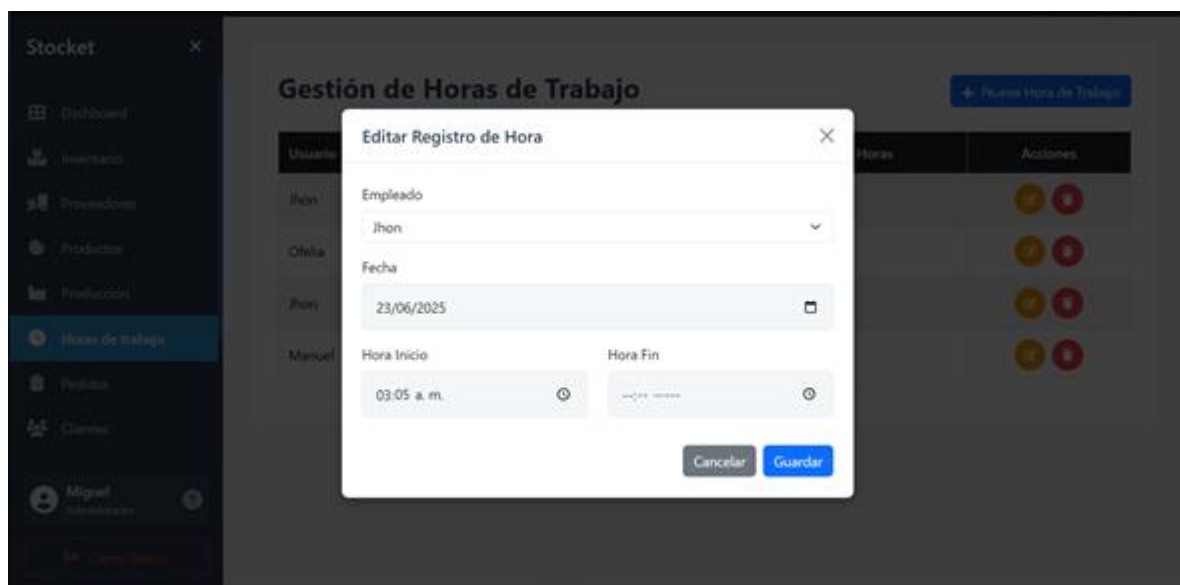 Stocket ×
Gestión de Horas de Trabajo
+ Nueva Hora de Trabajo
Dashboard
Inventario
Proveedores
Productos
Producción
Horas de trabajo
Pedidos
Clientes
Miguel
Administrador
Cerrar Sesión
Usuario
Horas
Acciones
Jhon
Ofelia
Jhon
Manuel
Editar Registro de Hora
Empleado
Jhon
Fecha
23/06/2025
Hora Inicio Hora Fin
03:05 a. m. --:-- -----
Cancelar Guardar